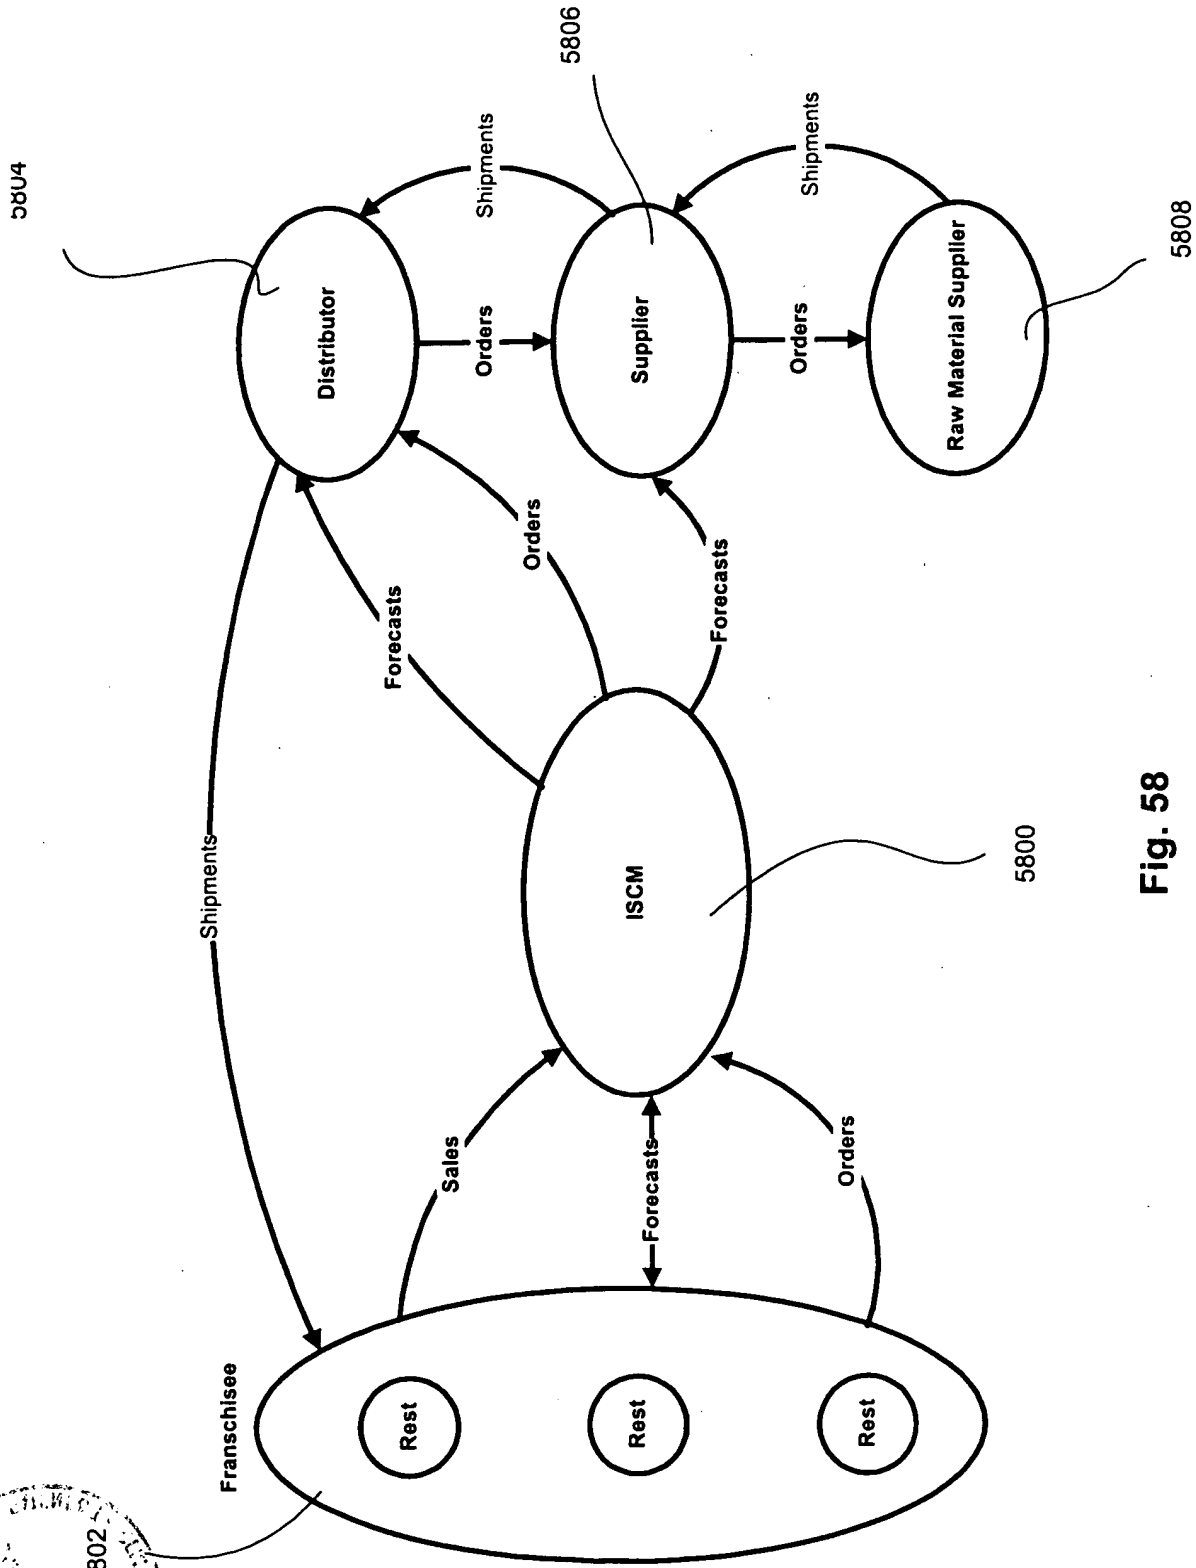 Franschisee
Rest
Rest
Rest
Shipments
Sales
Forecasts
Orders
ISCM
Forecasts
Orders
Forecasts
Distributor
Orders
Shipments
Supplier
Orders
Shipments
Raw Material Supplier
802
5804
5806
5808
5800
Fig. 58